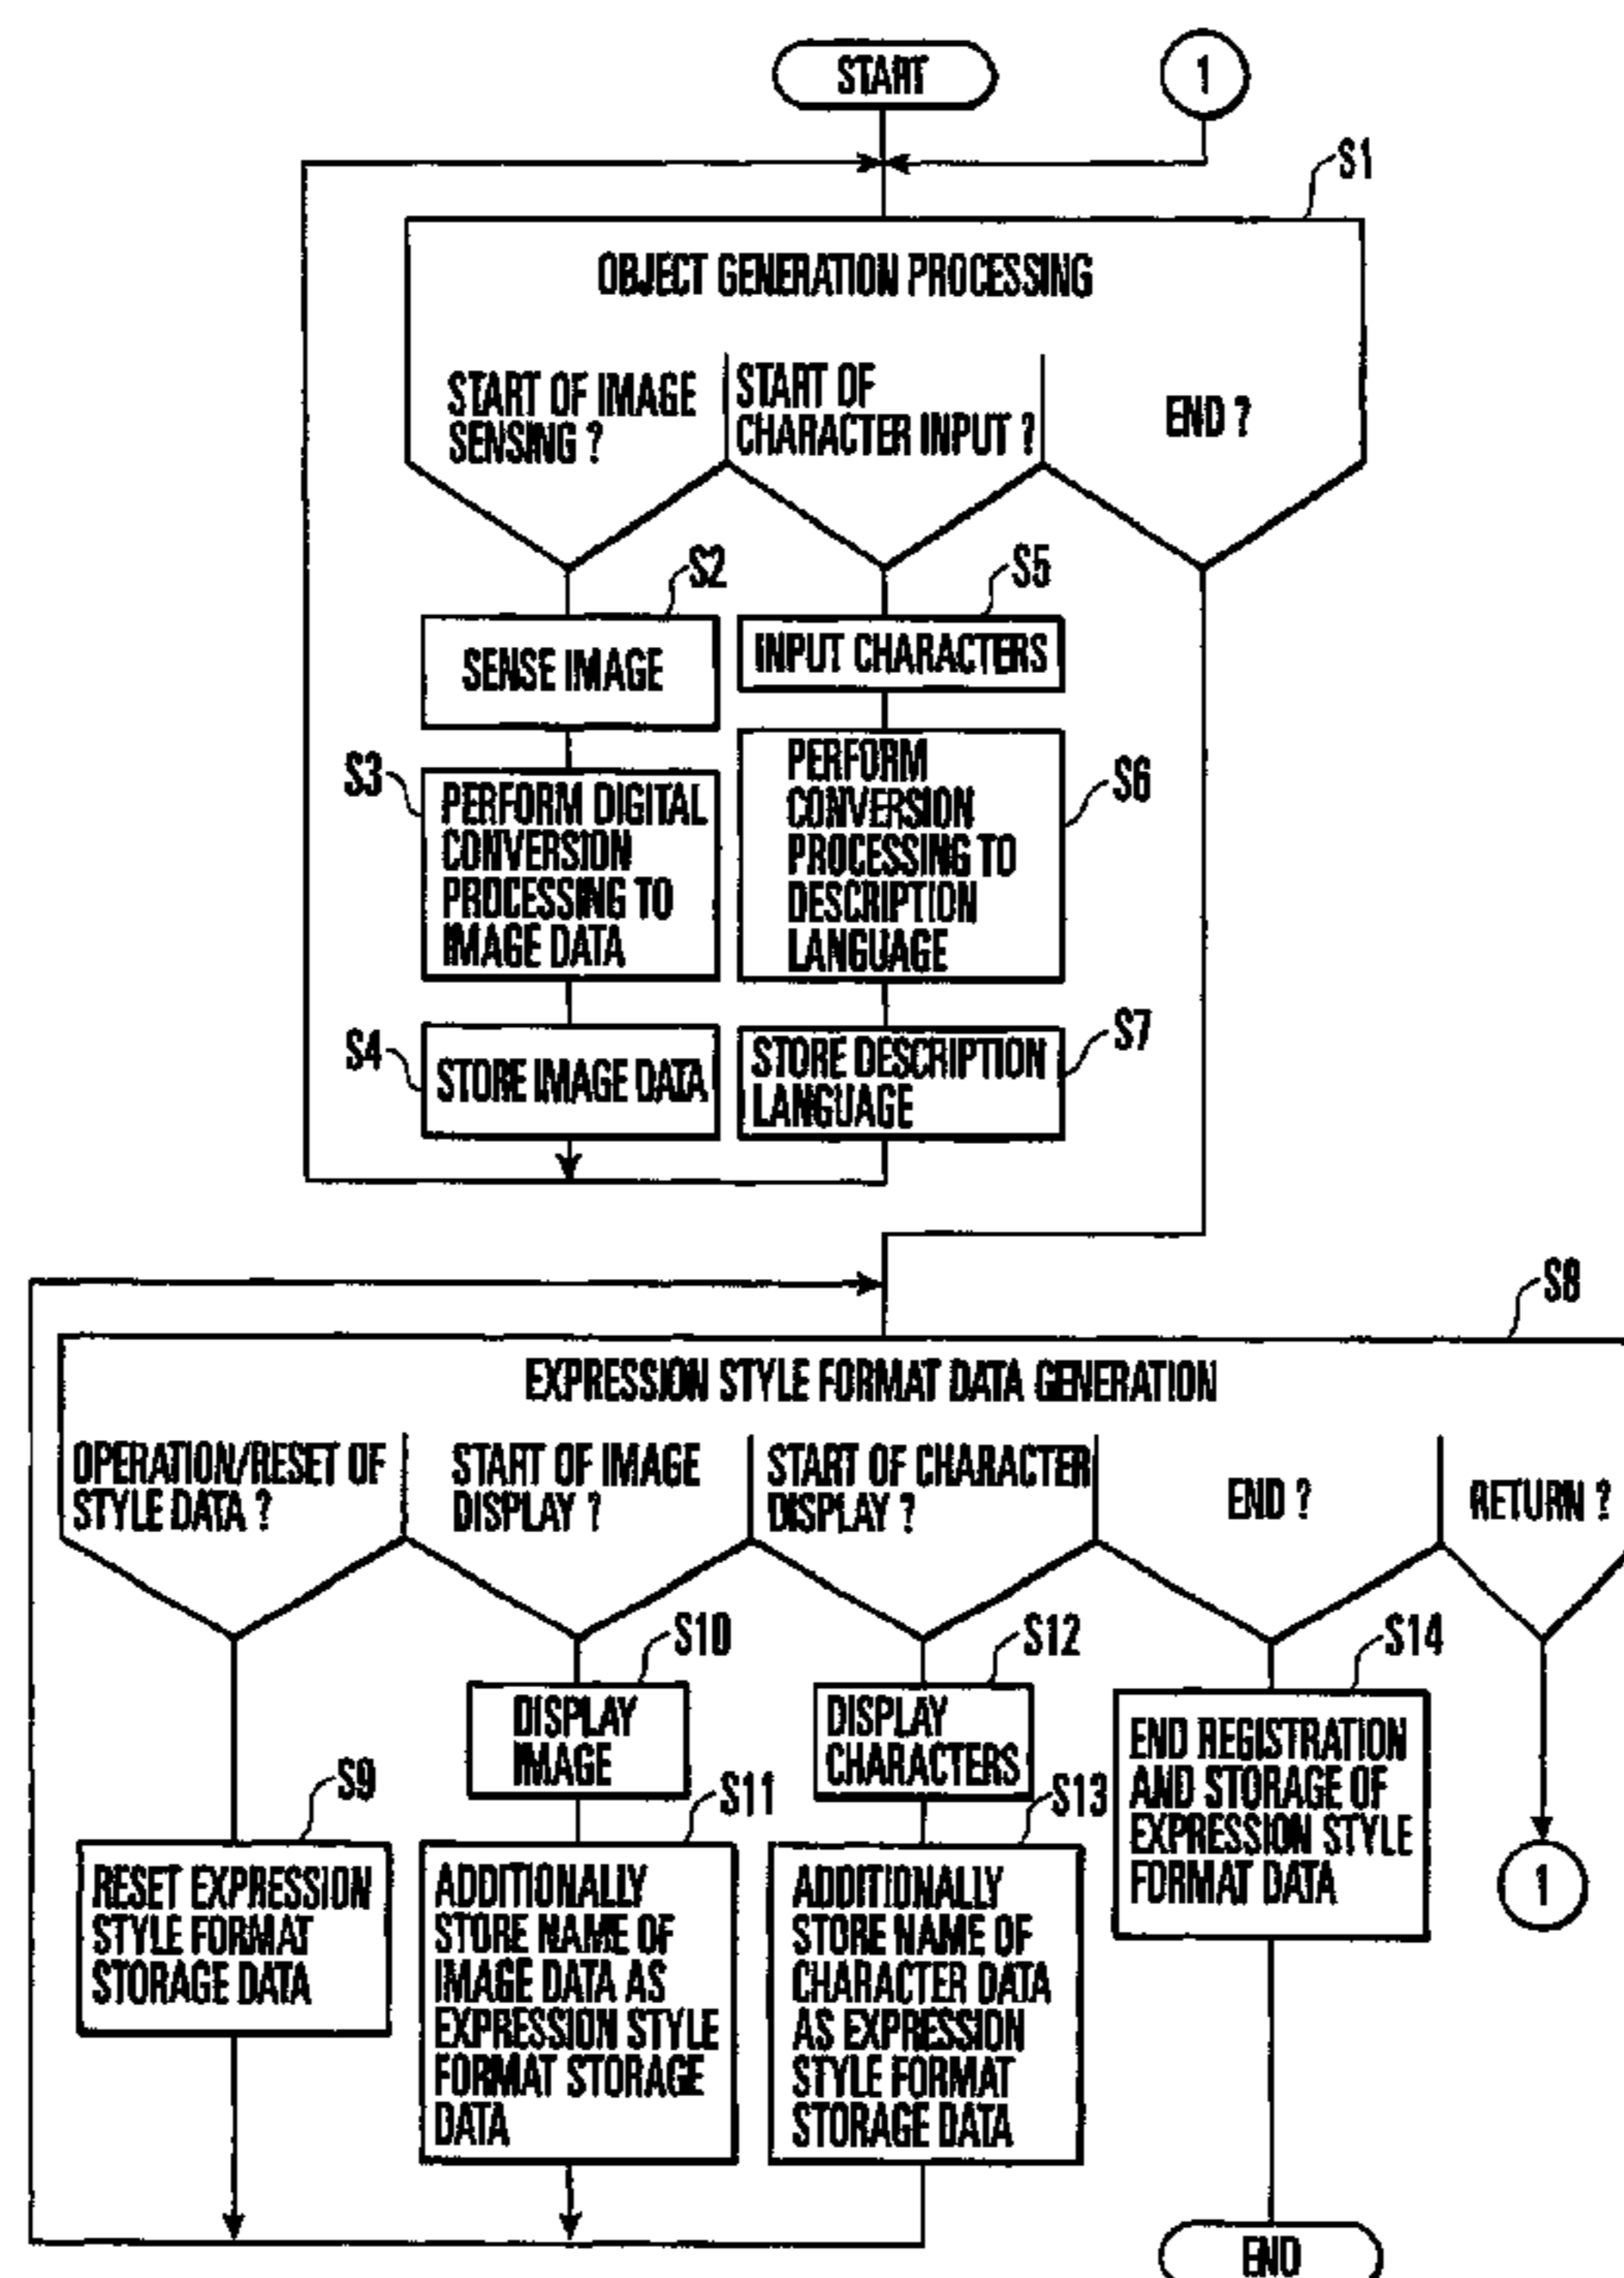 START
1
S1
OBJECT GENERATION PROCESSING
START OF IMAGE
SENSING ?
START OF
CHARACTER INPUT ?
END ?
S2
SENSE IMAGE
S5
INPUT CHARACTERS
S3
PERFORM DIGITAL
CONVERSION
PROCESSING TO
IMAGE DATA
S6
PERFORM
CONVERSION
PROCESSING TO
DESCRIPTION
LANGUAGE
S4
STORE IMAGE DATA
S7
STORE DESCRIPTION
LANGUAGE
S8
EXPRESSION STYLE FORMAT DATA GENERATION
OPERATION/RESET OF
STYLE DATA ?
START OF IMAGE
DISPLAY ?
START OF CHARACTER
DISPLAY ?
END ?
RETURN ?
S10
DISPLAY
IMAGE
S12
DISPLAY
CHARACTERS
S14
END REGISTRATION
AND STORAGE OF
EXPRESSION STYLE
FORMAT DATA
S9
RESET EXPRESSION
STYLE FORMAT
STORAGE DATA
S11
ADDITIONALLY
STORE NAME OF
IMAGE DATA AS
EXPRESSION STYLE
FORMAT STORAGE
DATA
S13
ADDITIONALLY
STORE NAME OF
CHARACTER DATA
AS EXPRESSION
STYLE FORMAT
STORAGE DATA
1
END